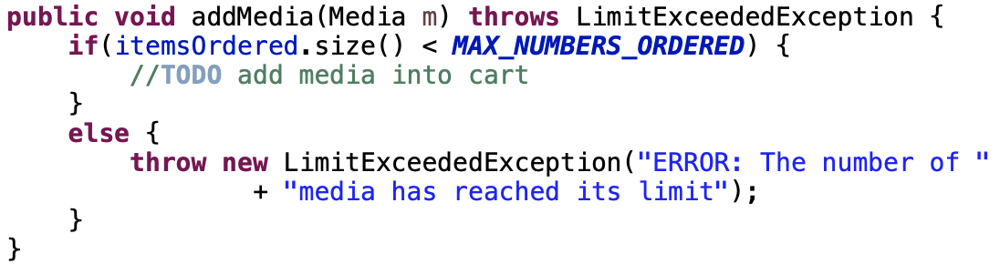 public void addMedia(Media m) throws LimitExceededException {
    if(itemsOrdered.size() < MAX_NUMBERS_ORDERED) {
        //TODO add media into cart
    }
    else {
        throw new LimitExceededException("ERROR: The number of "
                + "media has reached its limit");
    }
}